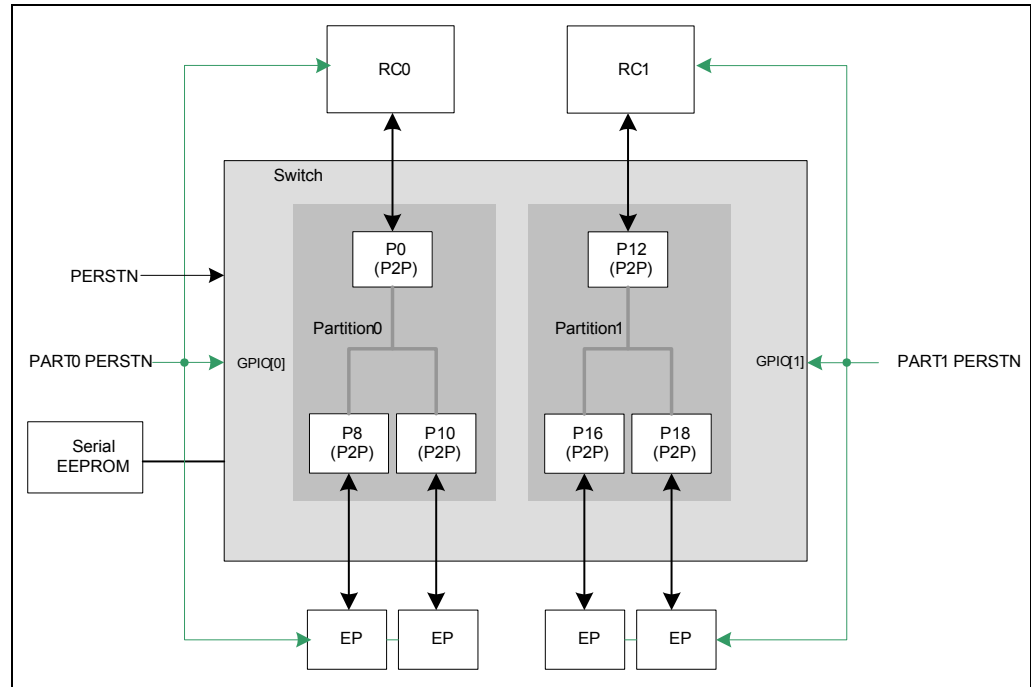 RC0
RC1
Switch
P0
(P2P)
P12
(P2P)
PERSTN
Partition0
Partition1
PART0 PERSTN
GPIO[0]
GPIO[1]
PART1 PERSTN
P8
(P2P)
P10
(P2P)
P16
(P2P)
P18
(P2P)
Serial
EEPROM
EP
EP
EP
EP